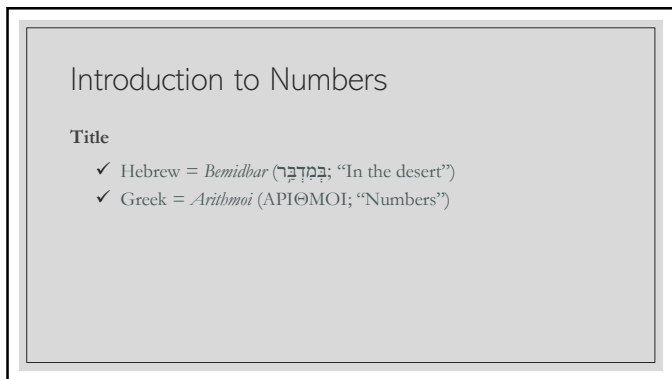 Introduction to Numbers
Title
✓ Hebrew = Bemidbar (בְּמִדְבַּ֥ר; “In the desert”)
✓ Greek = Arithmoi (ΑΡΙΘΜΟΙ; “Numbers”)